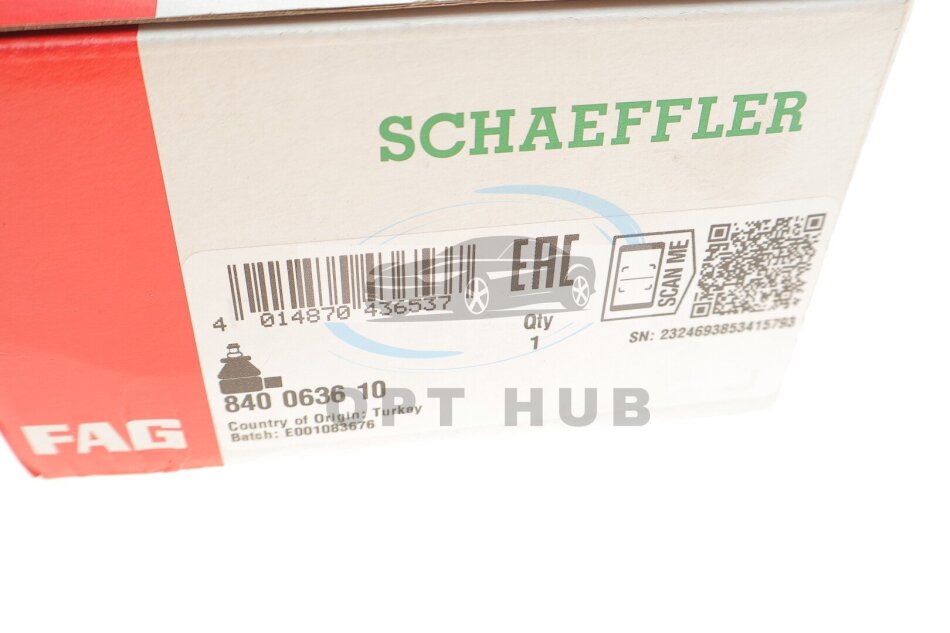 SCHAEFFLER
EAC
SCAN ME
4 014870 436537
Qty
1
SN: 2324693853415793
840 0636 10
Country of Origin: Turkey
Batch: E001083676
FAG
OPT HUB